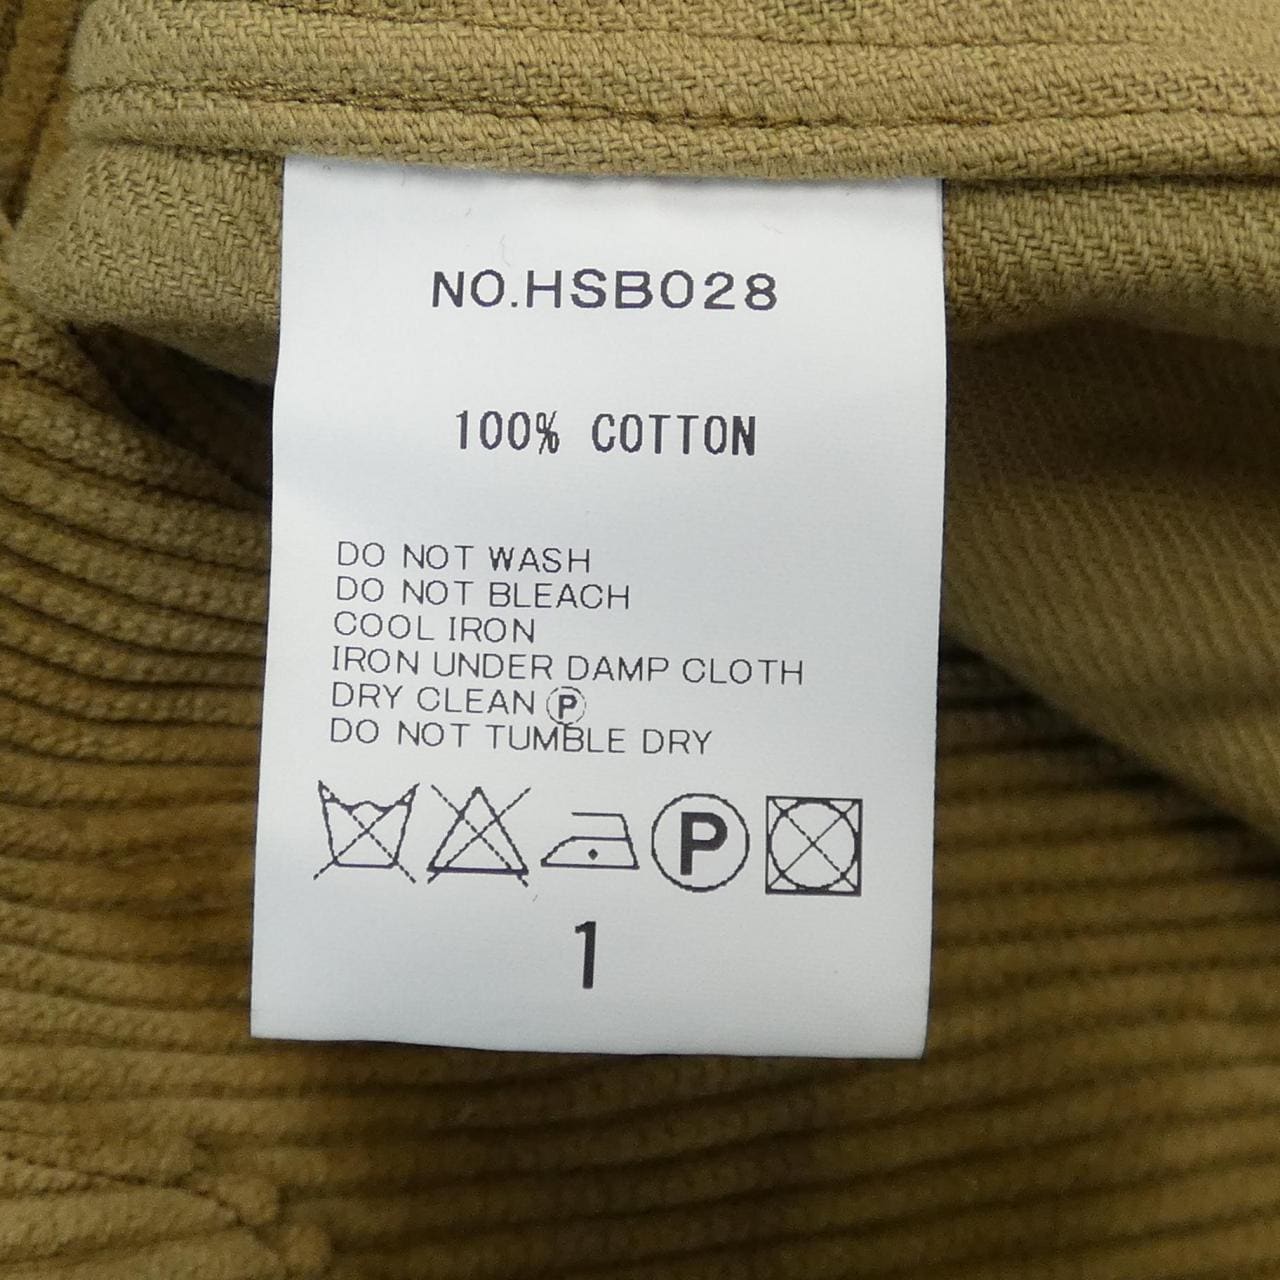 NO.HSB028
100% COTTON
DO NOT WASH
DO NOT BLEACH
COOL IRON
IRON UNDER DAMP CLOTH
DRY CLEAN Ⓟ
DO NOT TUMBLE DRY
P
1